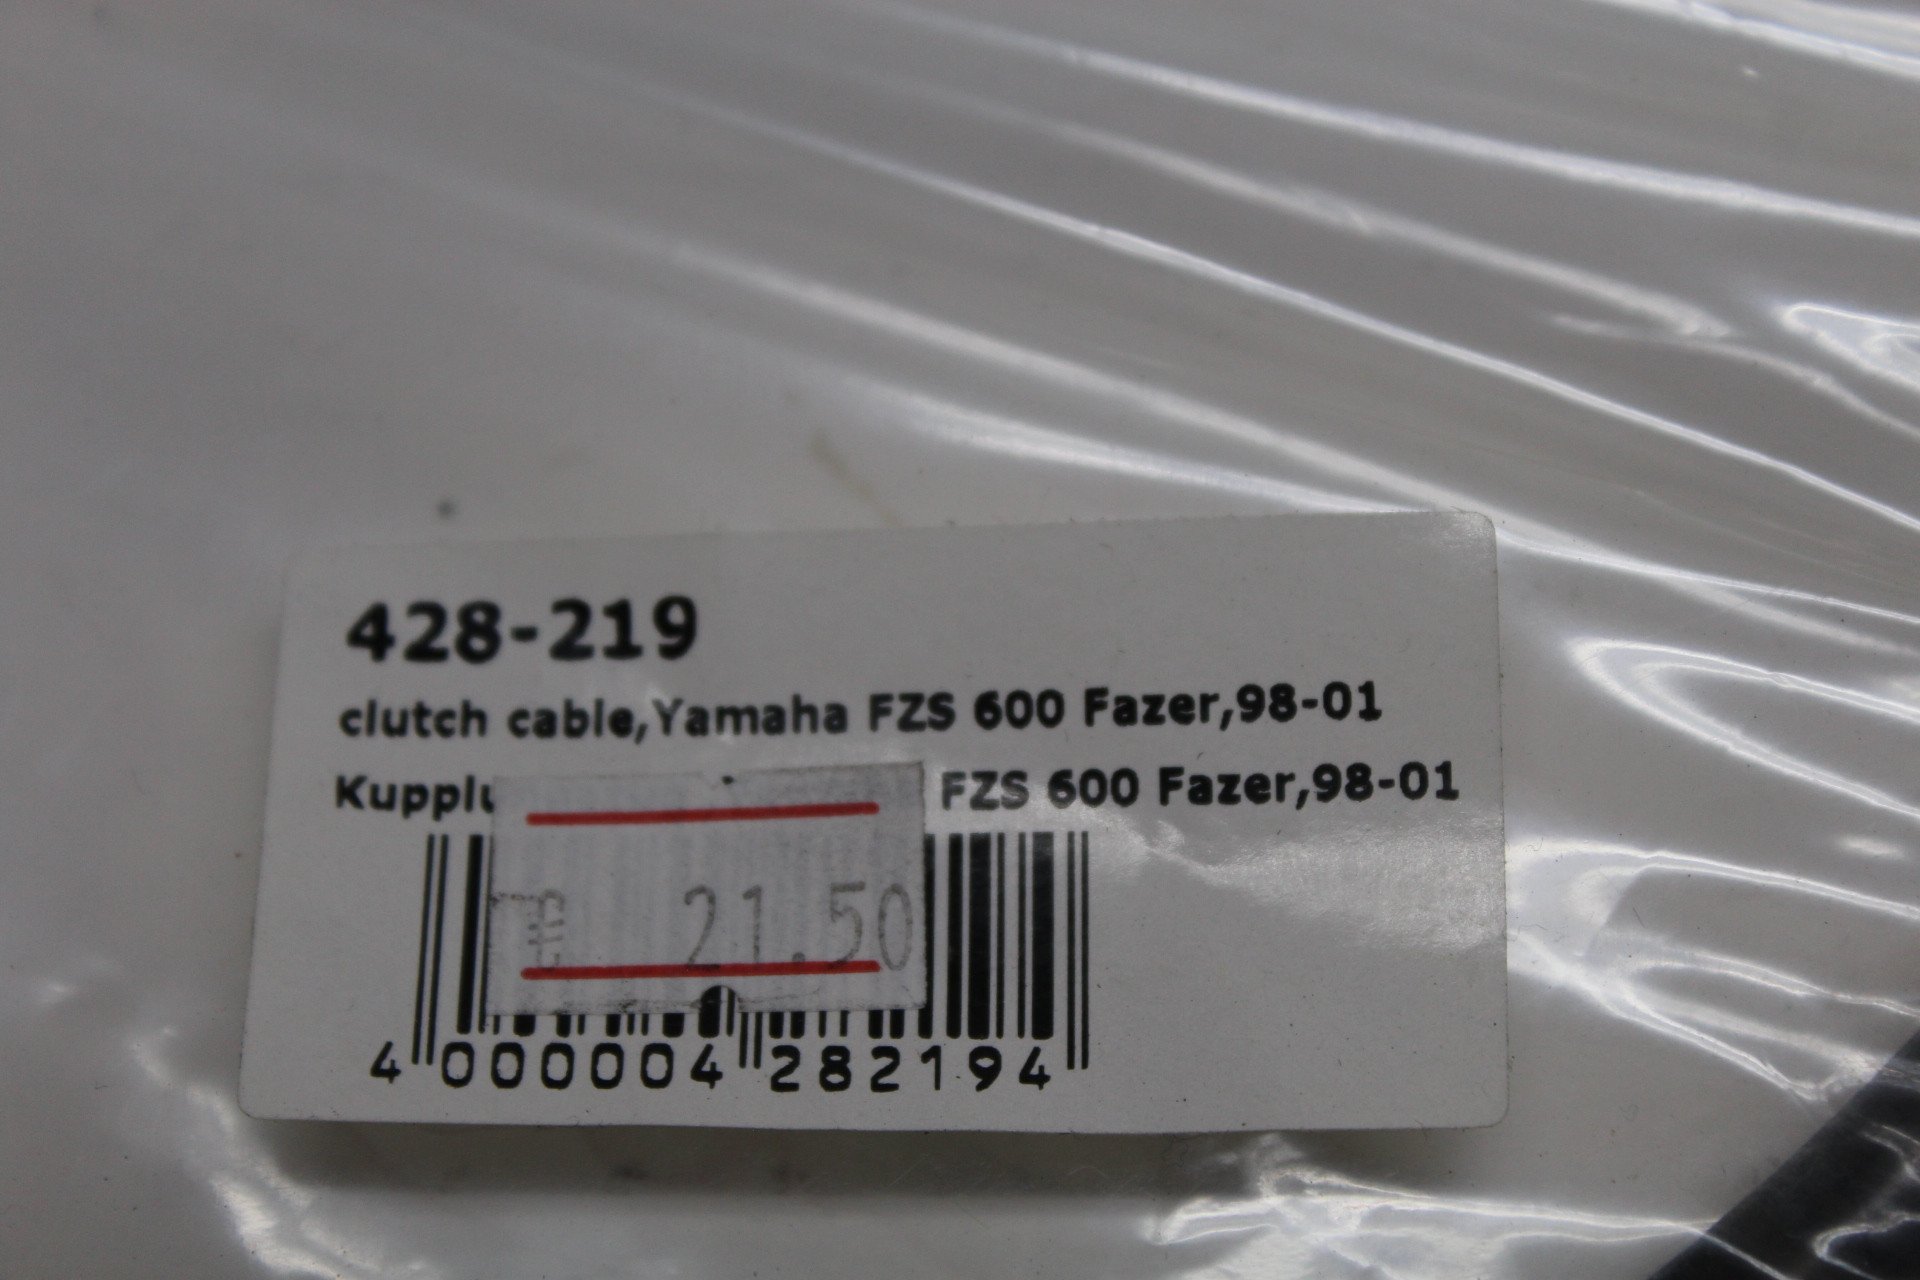 428-219
clutch cable,Yamaha FZS 600 Fazer,98-01
FZS 600 Fazer,98-01
€ 21.50
4 000004 282194